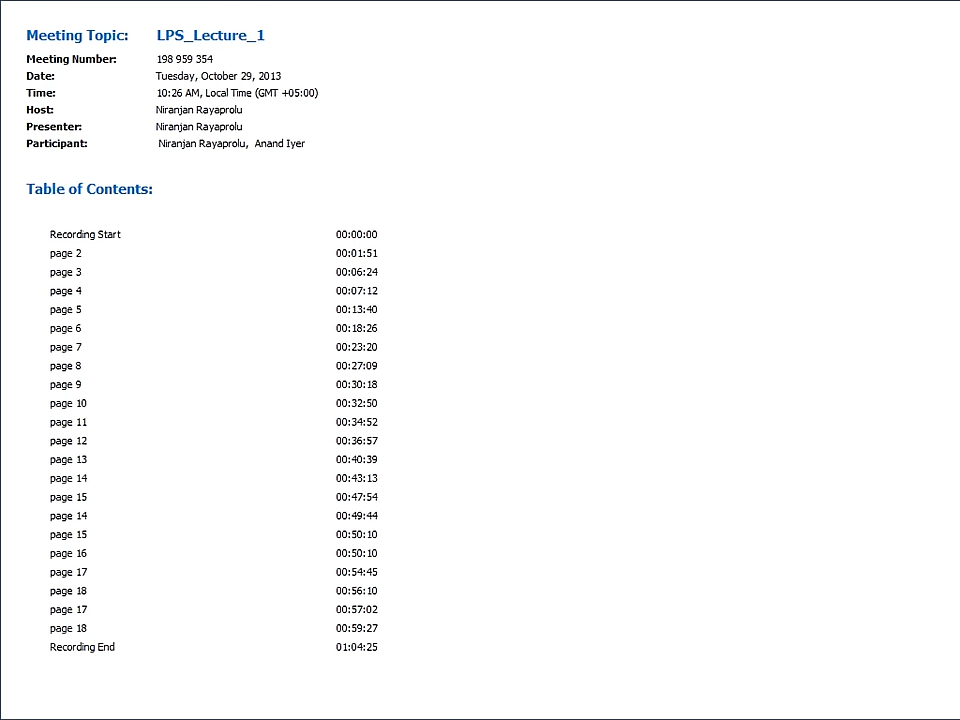 Meeting Topic: LPS_Lecture_1
Meeting Number: 198 959 354
Date: Tuesday, October 29, 2013
Time: 10:26 AM, Local Time (GMT +05:00)
Host: Niranjan Rayaprolu
Presenter: Niranjan Rayaprolu
Participant: Niranjan Rayaprolu, Anand Iyer
Table of Contents:
Recording Start 00:00:00
page 2 00:01:51
page 3 00:06:24
page 4 00:07:12
page 5 00:13:40
page 6 00:18:26
page 7 00:23:20
page 8 00:27:09
page 9 00:30:18
page 10 00:32:50
page 11 00:34:52
page 12 00:36:57
page 13 00:40:39
page 14 00:43:13
page 15 00:47:54
page 14 00:49:44
page 15 00:50:10
page 16 00:50:10
page 17 00:54:45
page 18 00:56:10
page 17 00:57:02
page 18 00:59:27
Recording End 01:04:25